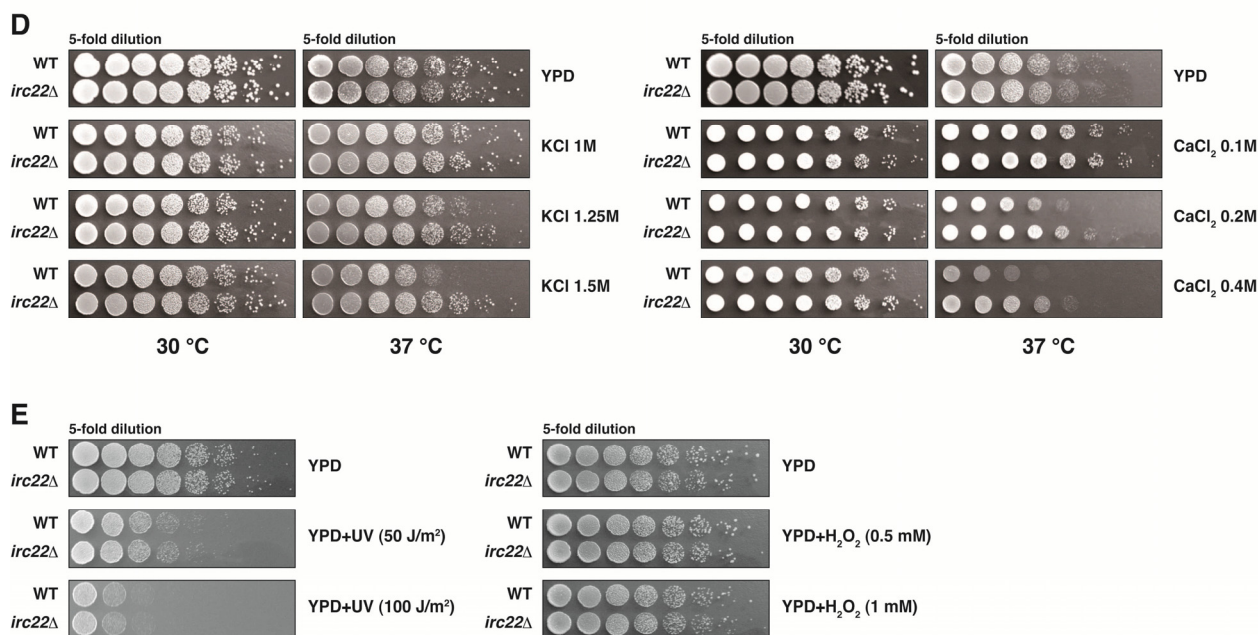 D
5-fold dilution 5-fold dilution 5-fold dilution 5-fold dilution
WT
irc22Δ
YPD
WT
irc22Δ
YPD
WT
irc22Δ
KCl 1M
WT
irc22Δ
CaCl₂ 0.1M
WT
irc22Δ
KCl 1.25M
WT
irc22Δ
CaCl₂ 0.2M
WT
irc22Δ
KCl 1.5M
WT
irc22Δ
CaCl₂ 0.4M
30 °C 37 °C 30 °C 37 °C
E
5-fold dilution 5-fold dilution
WT
irc22Δ
YPD
WT
irc22Δ
YPD
WT
irc22Δ
YPD+UV (50 J/m²)
WT
irc22Δ
YPD+H₂O₂ (0.5 mM)
WT
irc22Δ
YPD+UV (100 J/m²)
WT
irc22Δ
YPD+H₂O₂ (1 mM)